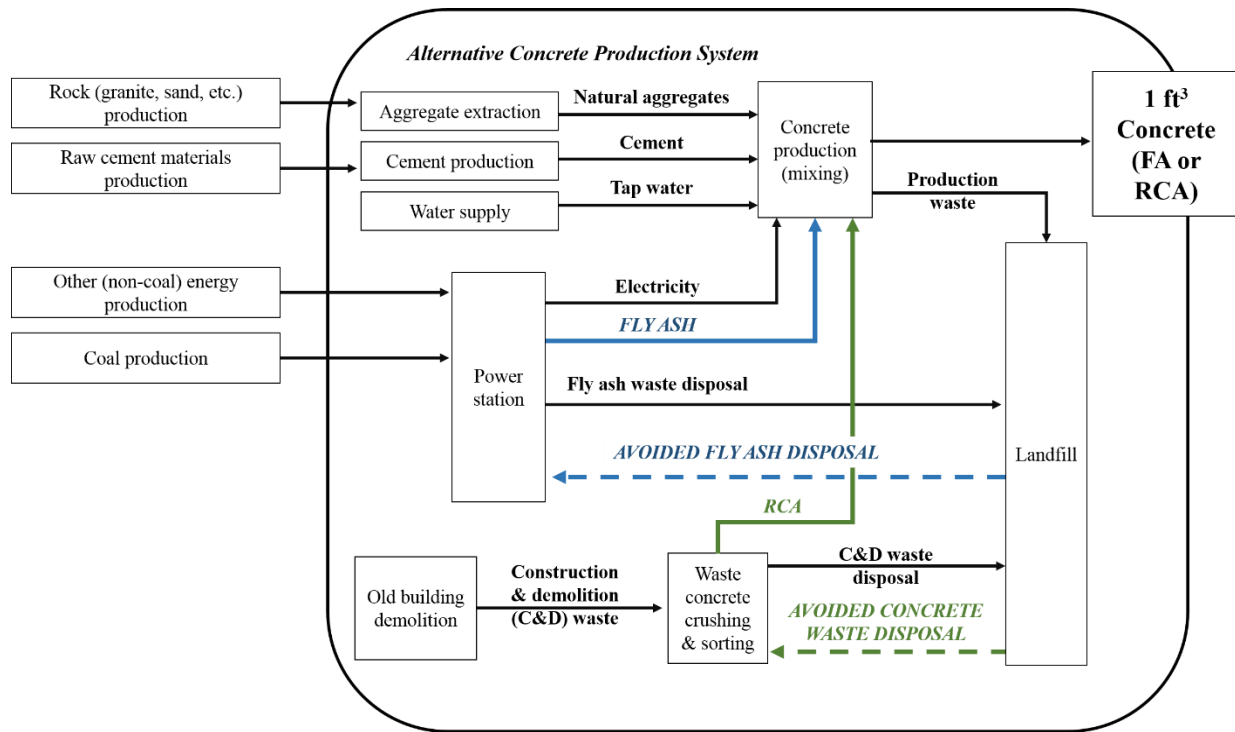 Alternative Concrete Production System
Rock (granite, sand, etc.)
production
Raw cement materials
production
Other (non-coal) energy
production
Coal production
Aggregate extraction
Cement production
Water supply
Natural aggregates
Cement
Tap water
Concrete
production
(mixing)
Production
waste
1 ft³
Concrete
(FA or
RCA)
Power
station
Electricity
FLY ASH
Fly ash waste disposal
AVOIDED FLY ASH DISPOSAL
Landfill
RCA
Old building
demolition
Construction
& demolition
(C&D) waste
Waste
concrete
crushing
& sorting
C&D waste
disposal
AVOIDED CONCRETE
WASTE DISPOSAL